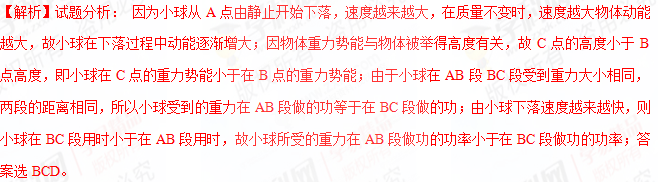 【解析】试题分析： 因为小球从 A 点由静止开始下落，速度越来越大，在质量不变时，速度越大物体动能
越大，故小球在下落过程中动能逐渐增大；因物体重力势能与物体被举得高度有关，故 C 点的高度小于 B
点高度，即小球在 C 点的重力势能小于在 B 点的重力势能；由于小球在 AB 段 BC 段受到重力大小相同，
两段的距离相同，所以小球受到的重力在 AB 段做的功等于在 BC 段做的功；由小球下落速度越来越快，则
小球在 BC 段用时小于在 AB 段用时，故小球所受的重力在 AB 段做功的功率小于在 BC 段做功的功率；答
案选 BCD。